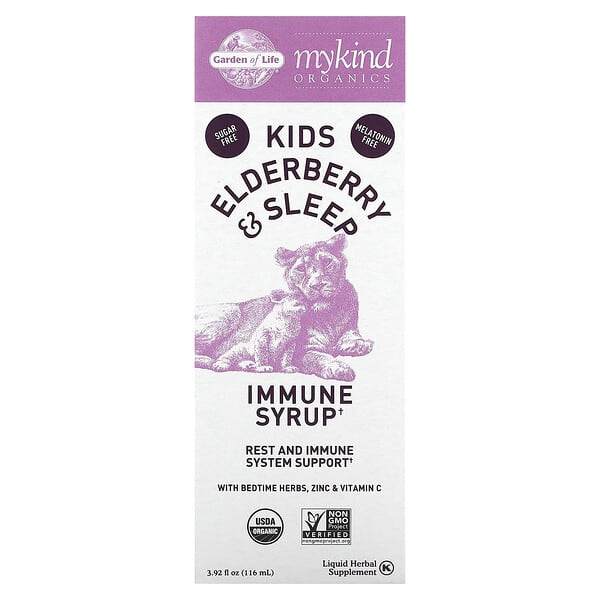 Garden of Life
mykind
ORGANICS
SUGAR
FREE
MELATONIN
FREE
KIDS
ELDERBERRY
& SLEEP
IMMUNE
SYRUP†
REST AND IMMUNE
SYSTEM SUPPORT†
WITH BEDTIME HERBS, ZINC & VITAMIN C
USDA
ORGANIC
NON
GMO
Project
VERIFIED
nongmoproject.org
3.92 fl oz (116 mL)
Liquid Herbal
Supplement
K